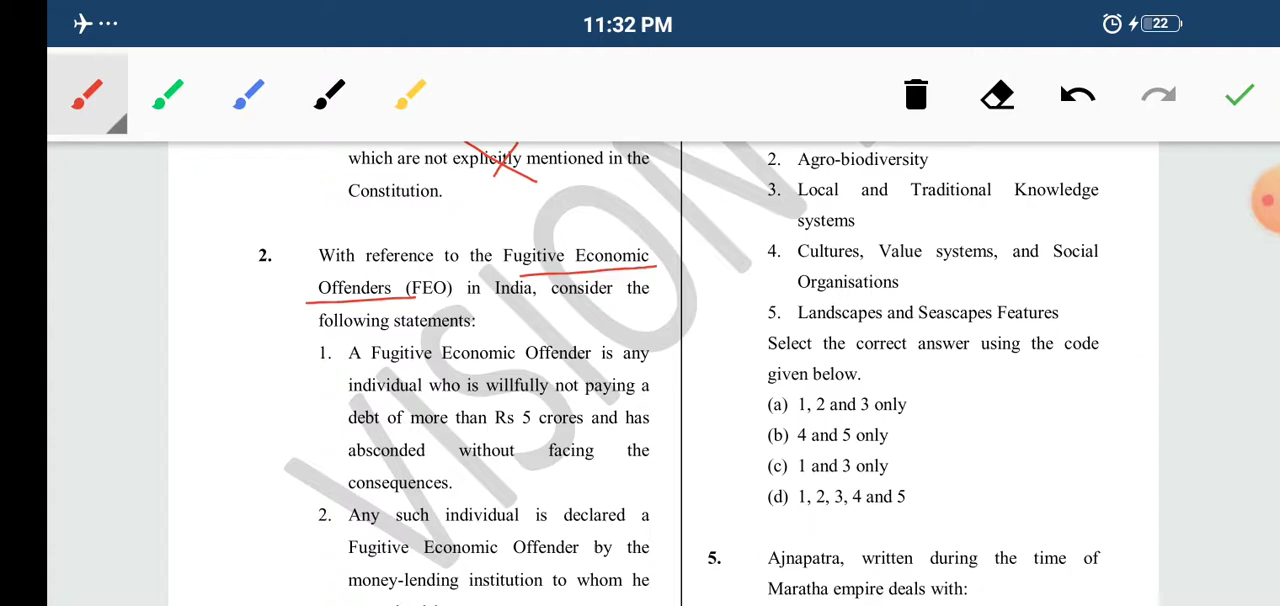 11:32 PM
22
which are not explicitly mentioned in the
Constitution.
2. With reference to the Fugitive Economic
Offenders (FEO) in India, consider the
following statements:
1. A Fugitive Economic Offender is any
individual who is willfully not paying a
debt of more than Rs 5 crores and has
absconded without facing the
consequences.
2. Any such individual is declared a
Fugitive Economic Offender by the
money-lending institution to whom he
2. Agro-biodiversity
3. Local and Traditional Knowledge
systems
4. Cultures, Value systems, and Social
Organisations
5. Landscapes and Seascapes Features
Select the correct answer using the code
given below.
(a) 1, 2 and 3 only
(b) 4 and 5 only
(c) 1 and 3 only
(d) 1, 2, 3, 4 and 5
5. Ajnapatra, written during the time of
Maratha empire deals with:
VISION